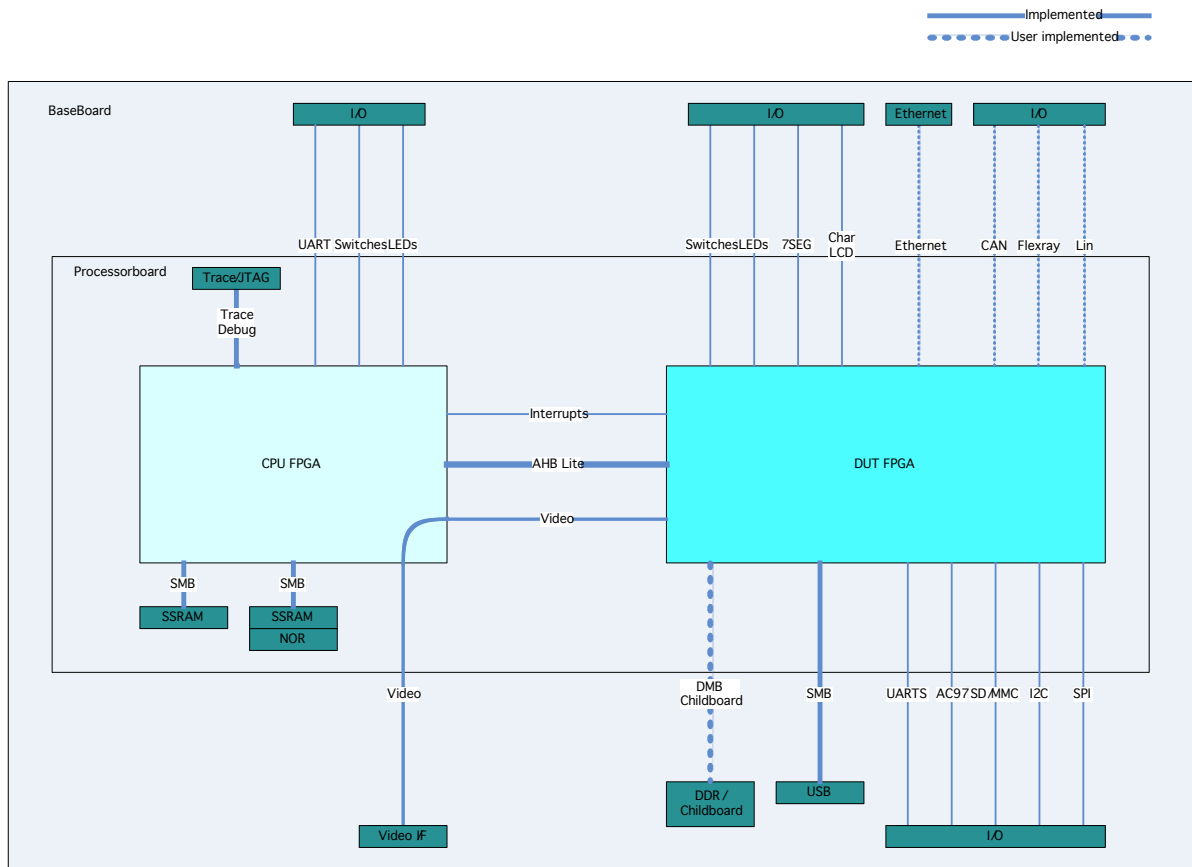 Implemented
User implemented
BaseBoard
I/O
I/O
Ethernet
I/O
UART
Switches
LEDs
Switches
LEDs
7SEG
Char
LCD
Ethernet
CAN
Flexray
Lin
Processorboard
Trace/JTAG
Trace
Debug
Interrupts
CPU FPGA
AHB Lite
DUT FPGA
Video
SMB
SMB
SSRAM
SSRAM
NOR
Video
DMB
Childboard
SMB
UARTS
AC97
SD/MMC
I2C
SPI
DDR /
Childboard
USB
Video I/F
I/O